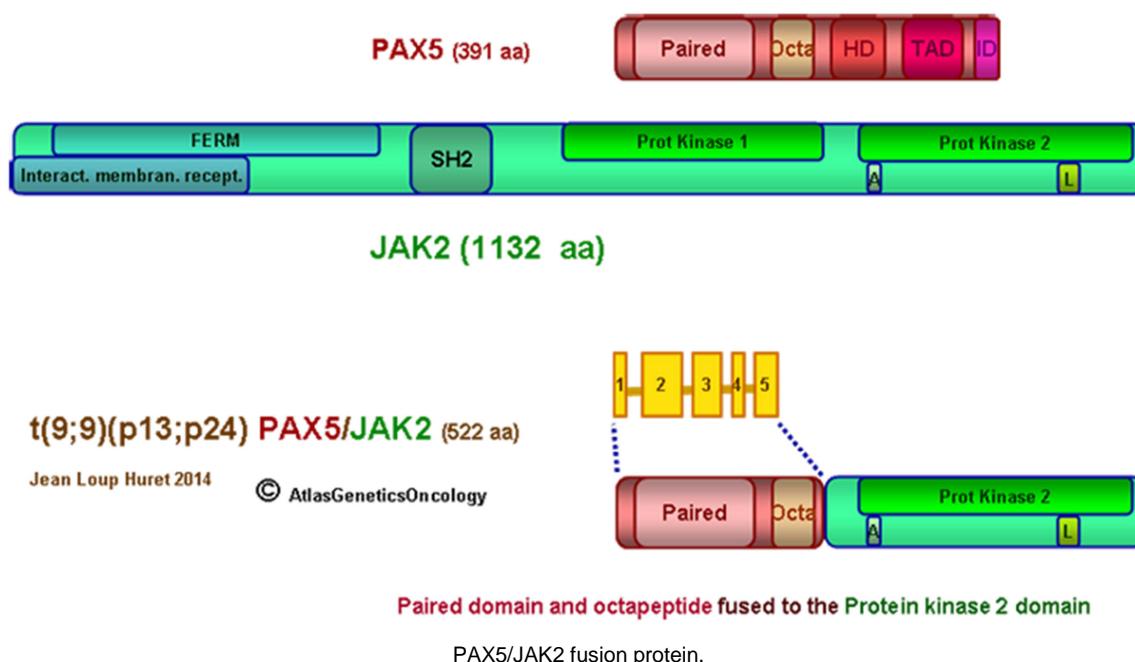 PAX5 (391 aa)
Paired Octa HD TAD ID
FERM
Interact. membran. recept.
SH2
Prot Kinase 1
Prot Kinase 2
A L
JAK2 (1132 aa)
1 2 3 4 5
t(9;9)(p13;p24) PAX5/JAK2 (522 aa)
Jean Loup Huret 2014
© AtlasGeneticsOncology
Paired Octa
Prot Kinase 2
A L
Paired domain and octapeptide fused to the Protein kinase 2 domain
PAX5/JAK2 fusion protein.